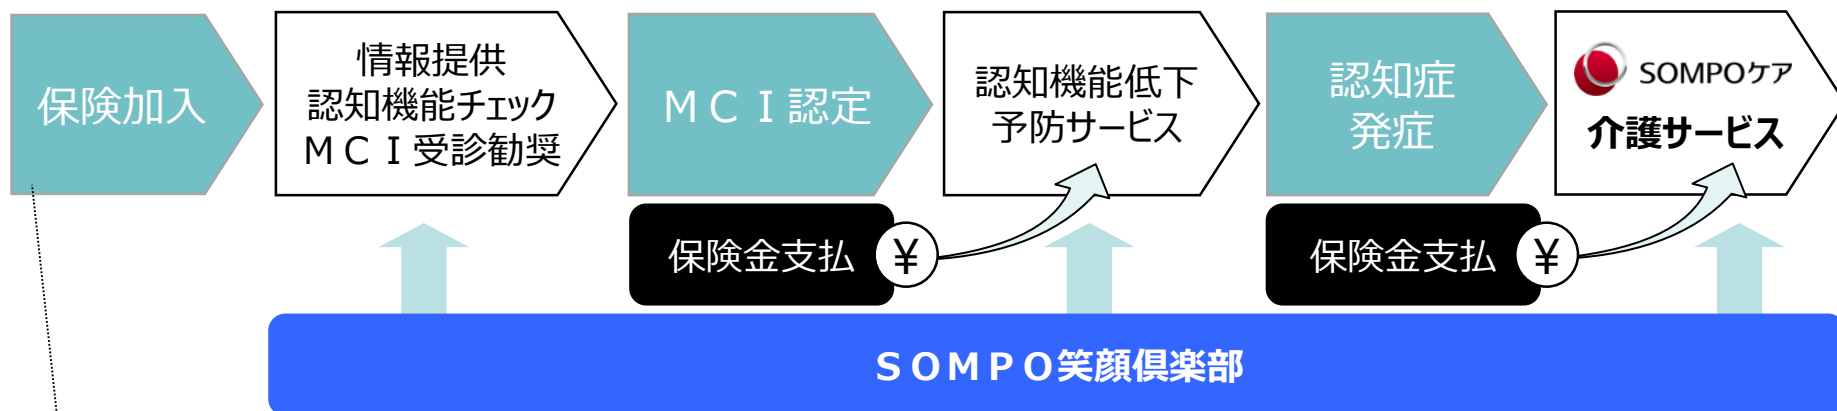 保険加入
情報提供
認知機能チェック
ＭＣＩ受診勧奨
ＭＣＩ認定
認知機能低下
予防サービス
認知症
発症
SOMPOケア
介護サービス
保険金支払
¥
保険金支払
¥
ＳＯＭＰＯ笑顔倶楽部